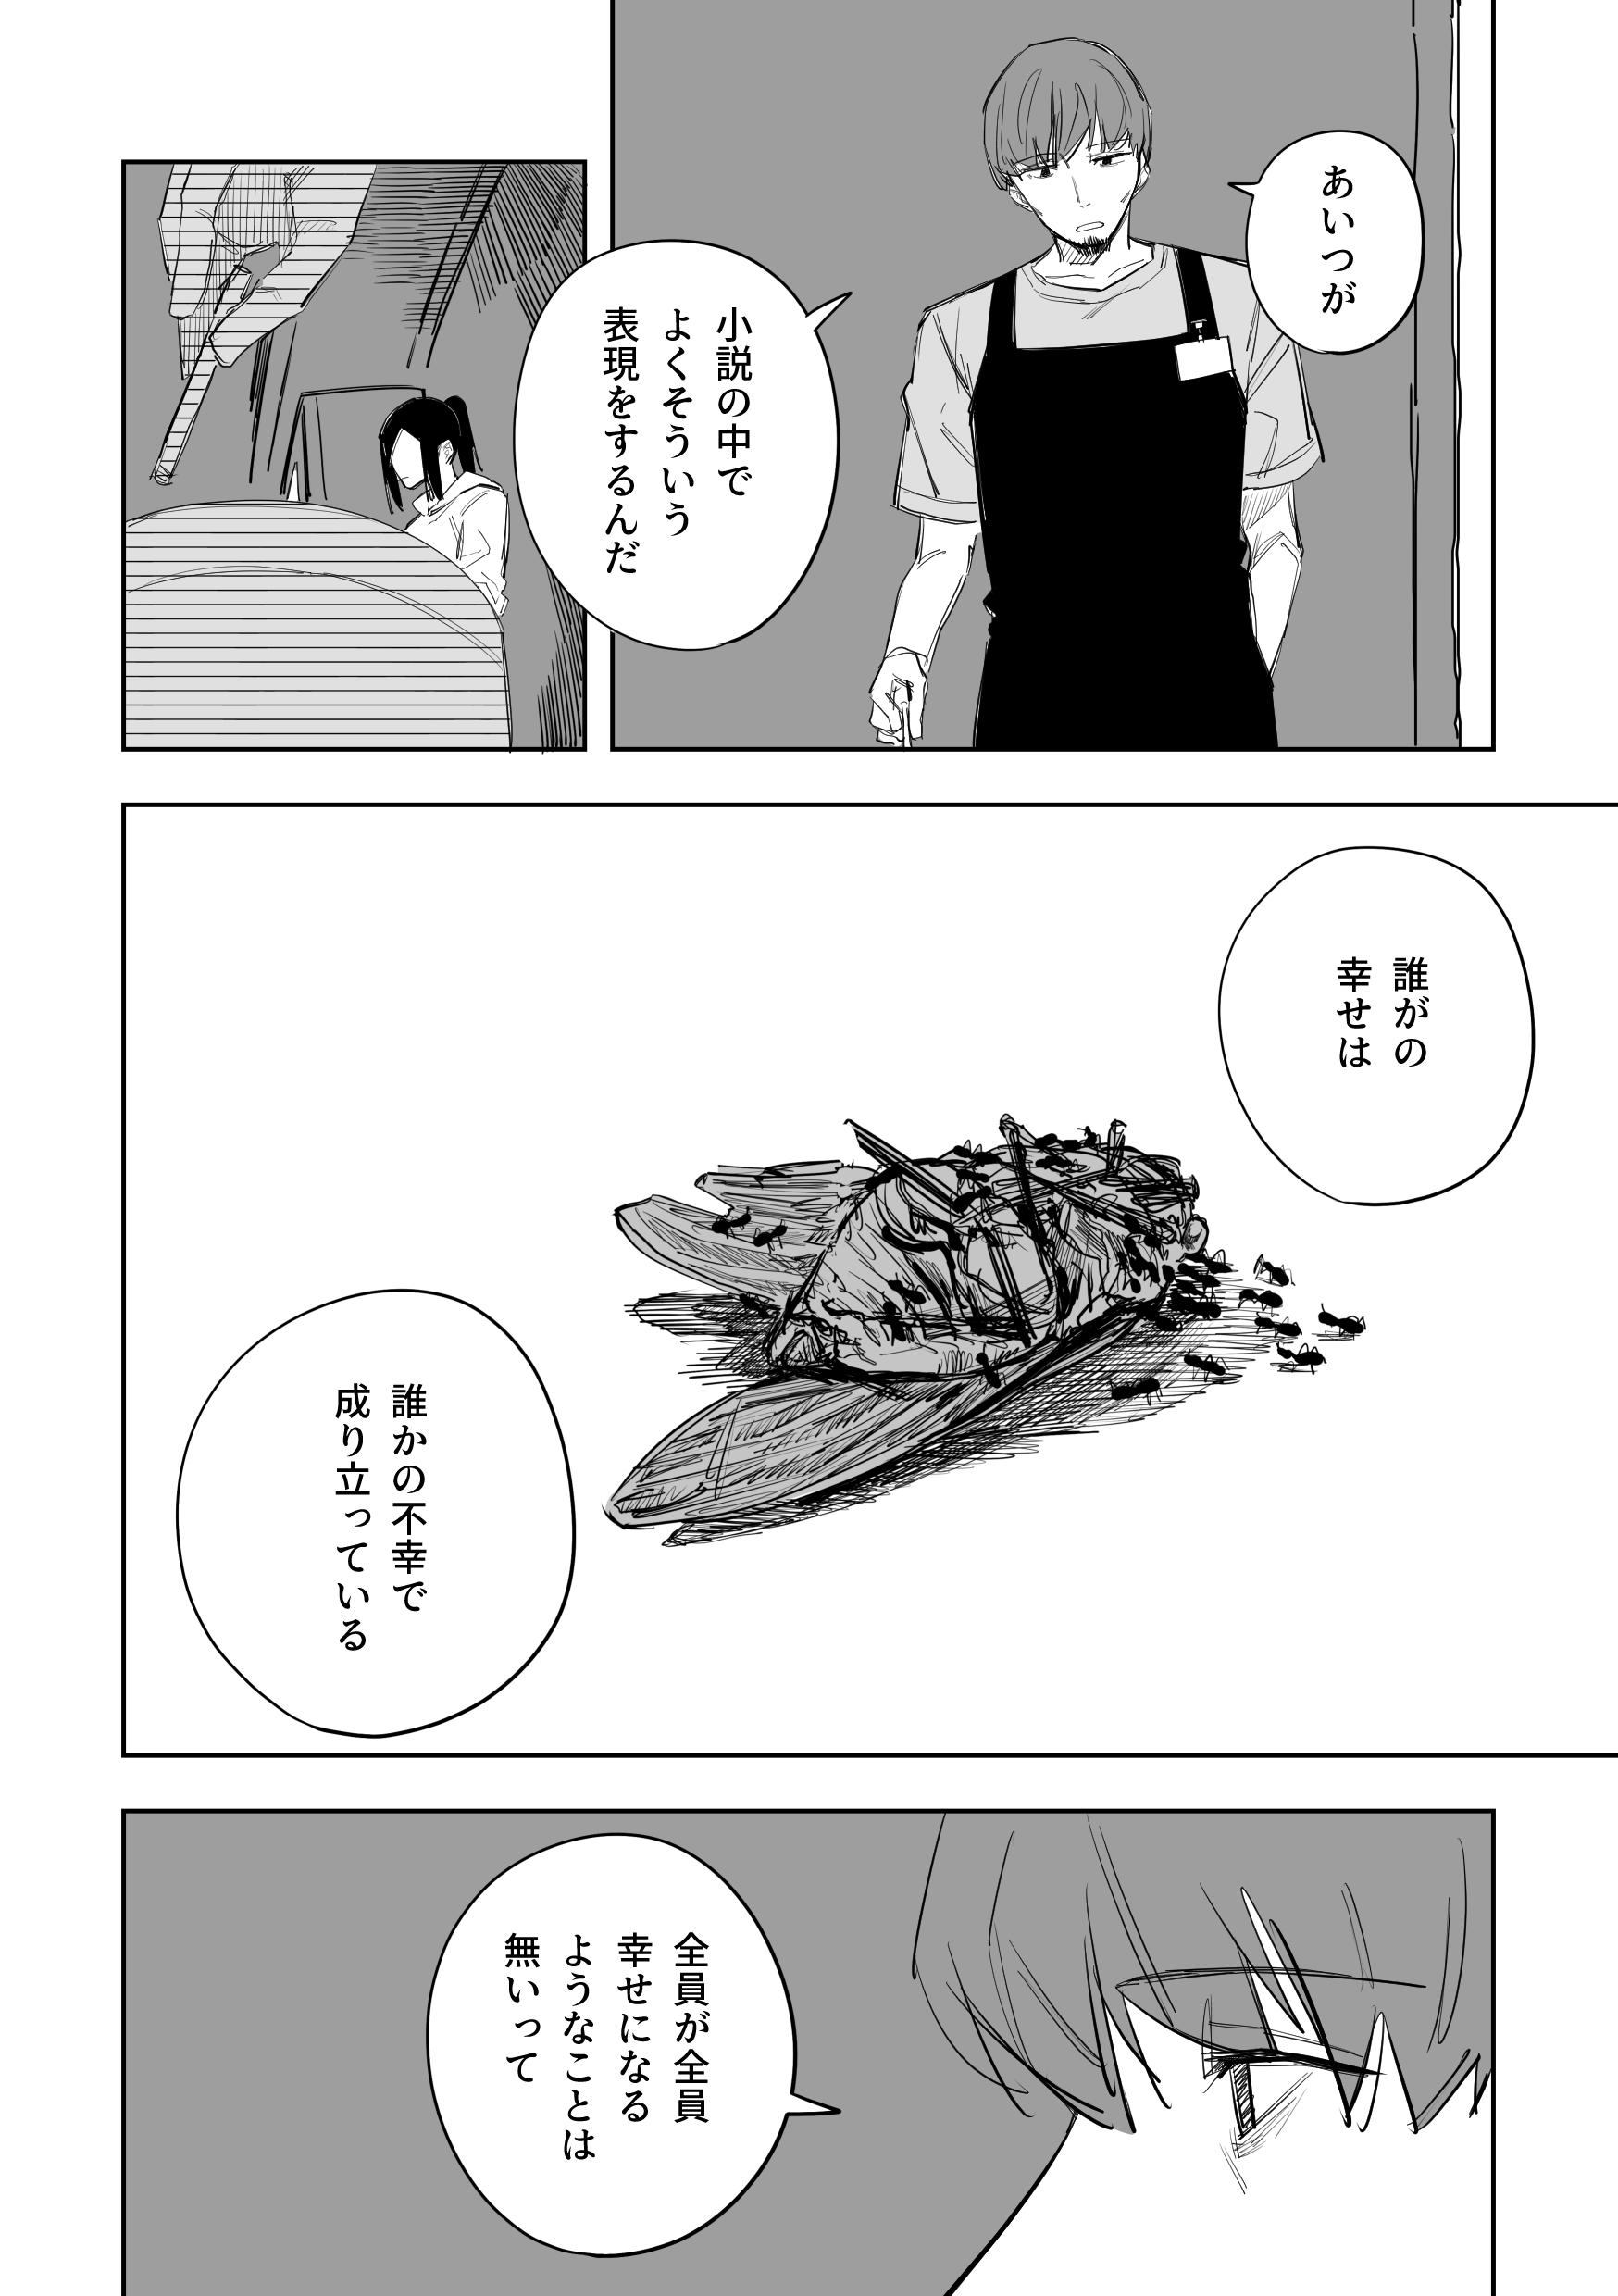 あいつが
小説の中で
よくそういう
表現をするんだ
誰がの
幸せは
誰かの不幸で
成り立っている
全員が全員
幸せになる
ようなことは
無いって